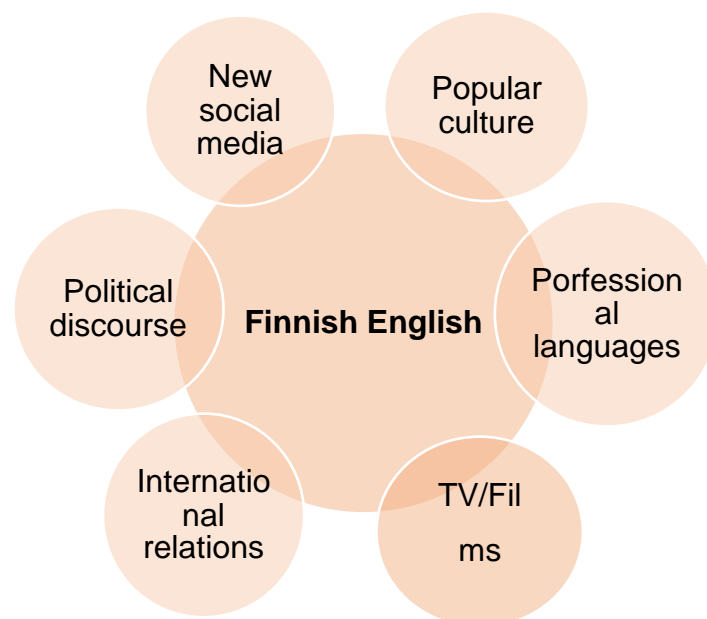 New
social
media
Popular
culture
Political
discourse
Finnish English
Porfession
al
languages
Internatio
nal
relations
TV/Fil
ms